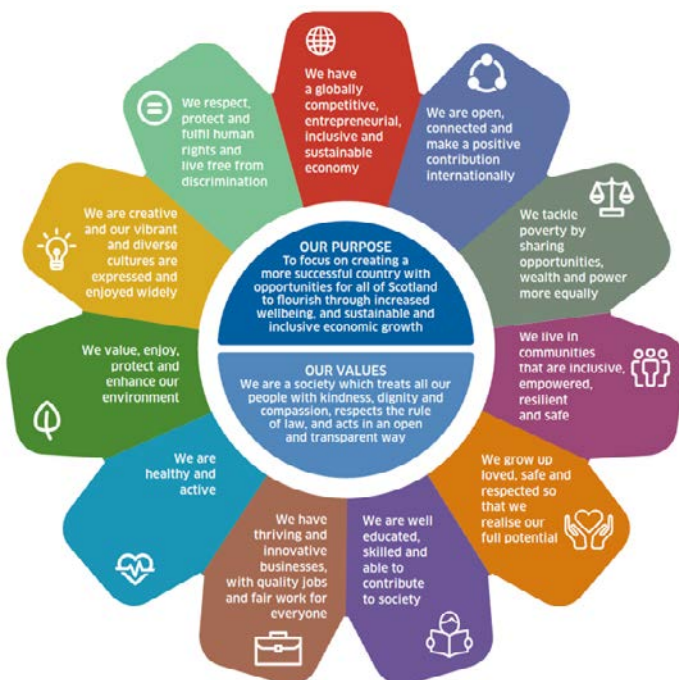 We have
a globally
competitive,
entrepreneurial,
inclusive and
sustainable
economy
We are open,
connected and
make a positive
contribution
internationally
We tackle
poverty by
sharing
opportunities,
wealth and power
more equally
We live in
communities
that are inclusive,
empowered,
resilient
and safe
We grow up
loved, safe and
respected so
that we
realise our
full potential
We are well
educated,
skilled and
able to
contribute
to society
We have
thriving and
innovative
businesses,
with quality jobs
and fair work for
everyone
We are
healthy and
active
We value, enjoy,
protect and
enhance our
environment
We are creative
and our vibrant
and diverse
cultures are
expressed and
enjoyed widely
We respect,
protect and
fulfil human
rights and
live free from
discrimination
OUR PURPOSE
To focus on creating a
more successful country with
opportunities for all of Scotland
to flourish through increased
wellbeing, and sustainable and
inclusive economic growth
OUR VALUES
We are a society which treats all our
people with kindness, dignity and
compassion, respects the rule
of law, and acts in an open
and transparent way